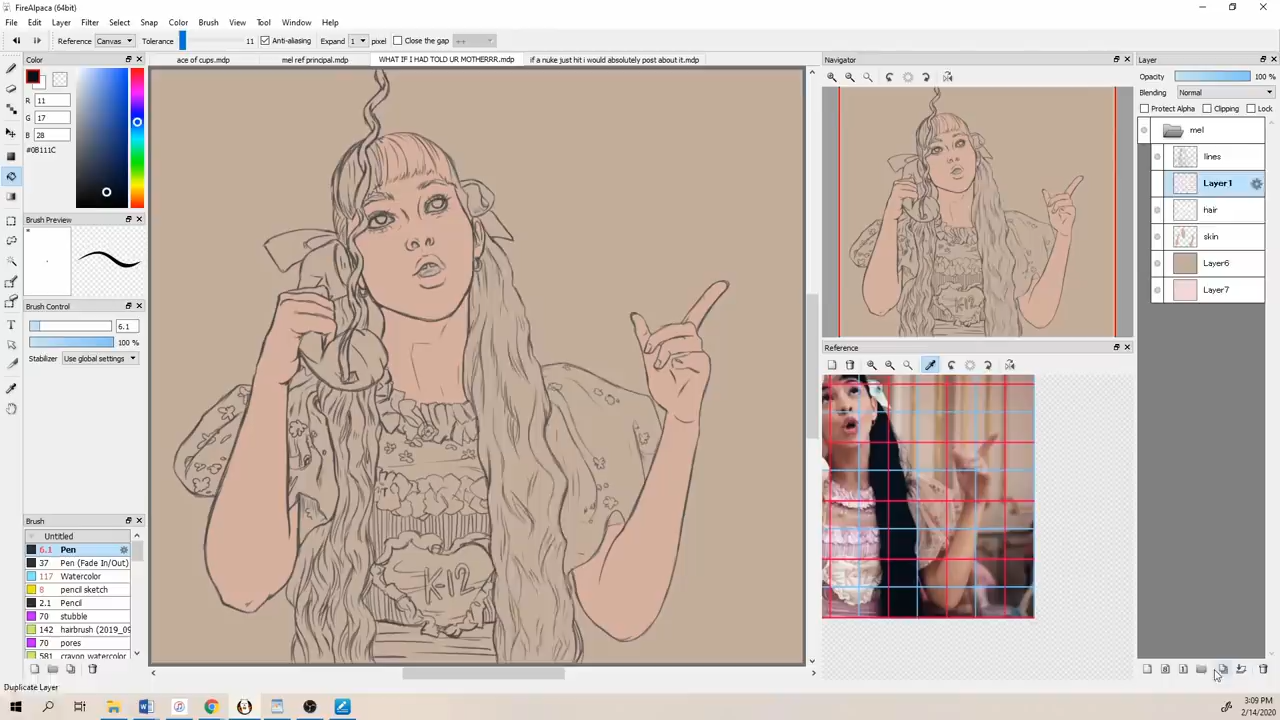 FireAlpaca (64bit)
File Edit Layer Filter Select Snap Color Brush View Tool Window Help
Reference Canvas Tolerance 11 Anti-aliasing Expand 1 pixel Close the gap ++
ace of cups.mdp mel ref principal.mdp WHAT IF I HAD TOLD UR MOTHERRR.mdp if a nuke just hit i would absolutely post about it.mdp
Color
R 11
G 17
B 28
#0B111C
Brush Preview
Brush Control
6.1
100 %
Stabilizer Use global settings
Brush
Untitled
6.1 Pen
37 Pen (Fade In/Out)
117 Watercolor
8 pencil sketch
2.1 Pencil
70 stubble
142 hairbrush (2019_09
70 pores
581 crayon watercolor
Duplicate Layer
K-12
Navigator
K-12
Reference
Layer
Opacity 100 %
Blending Normal
Protect Alpha Clipping Lock
mel
lines
Layer1
hair
skin
Layer6
Layer7
3:09 PM
2/14/2020